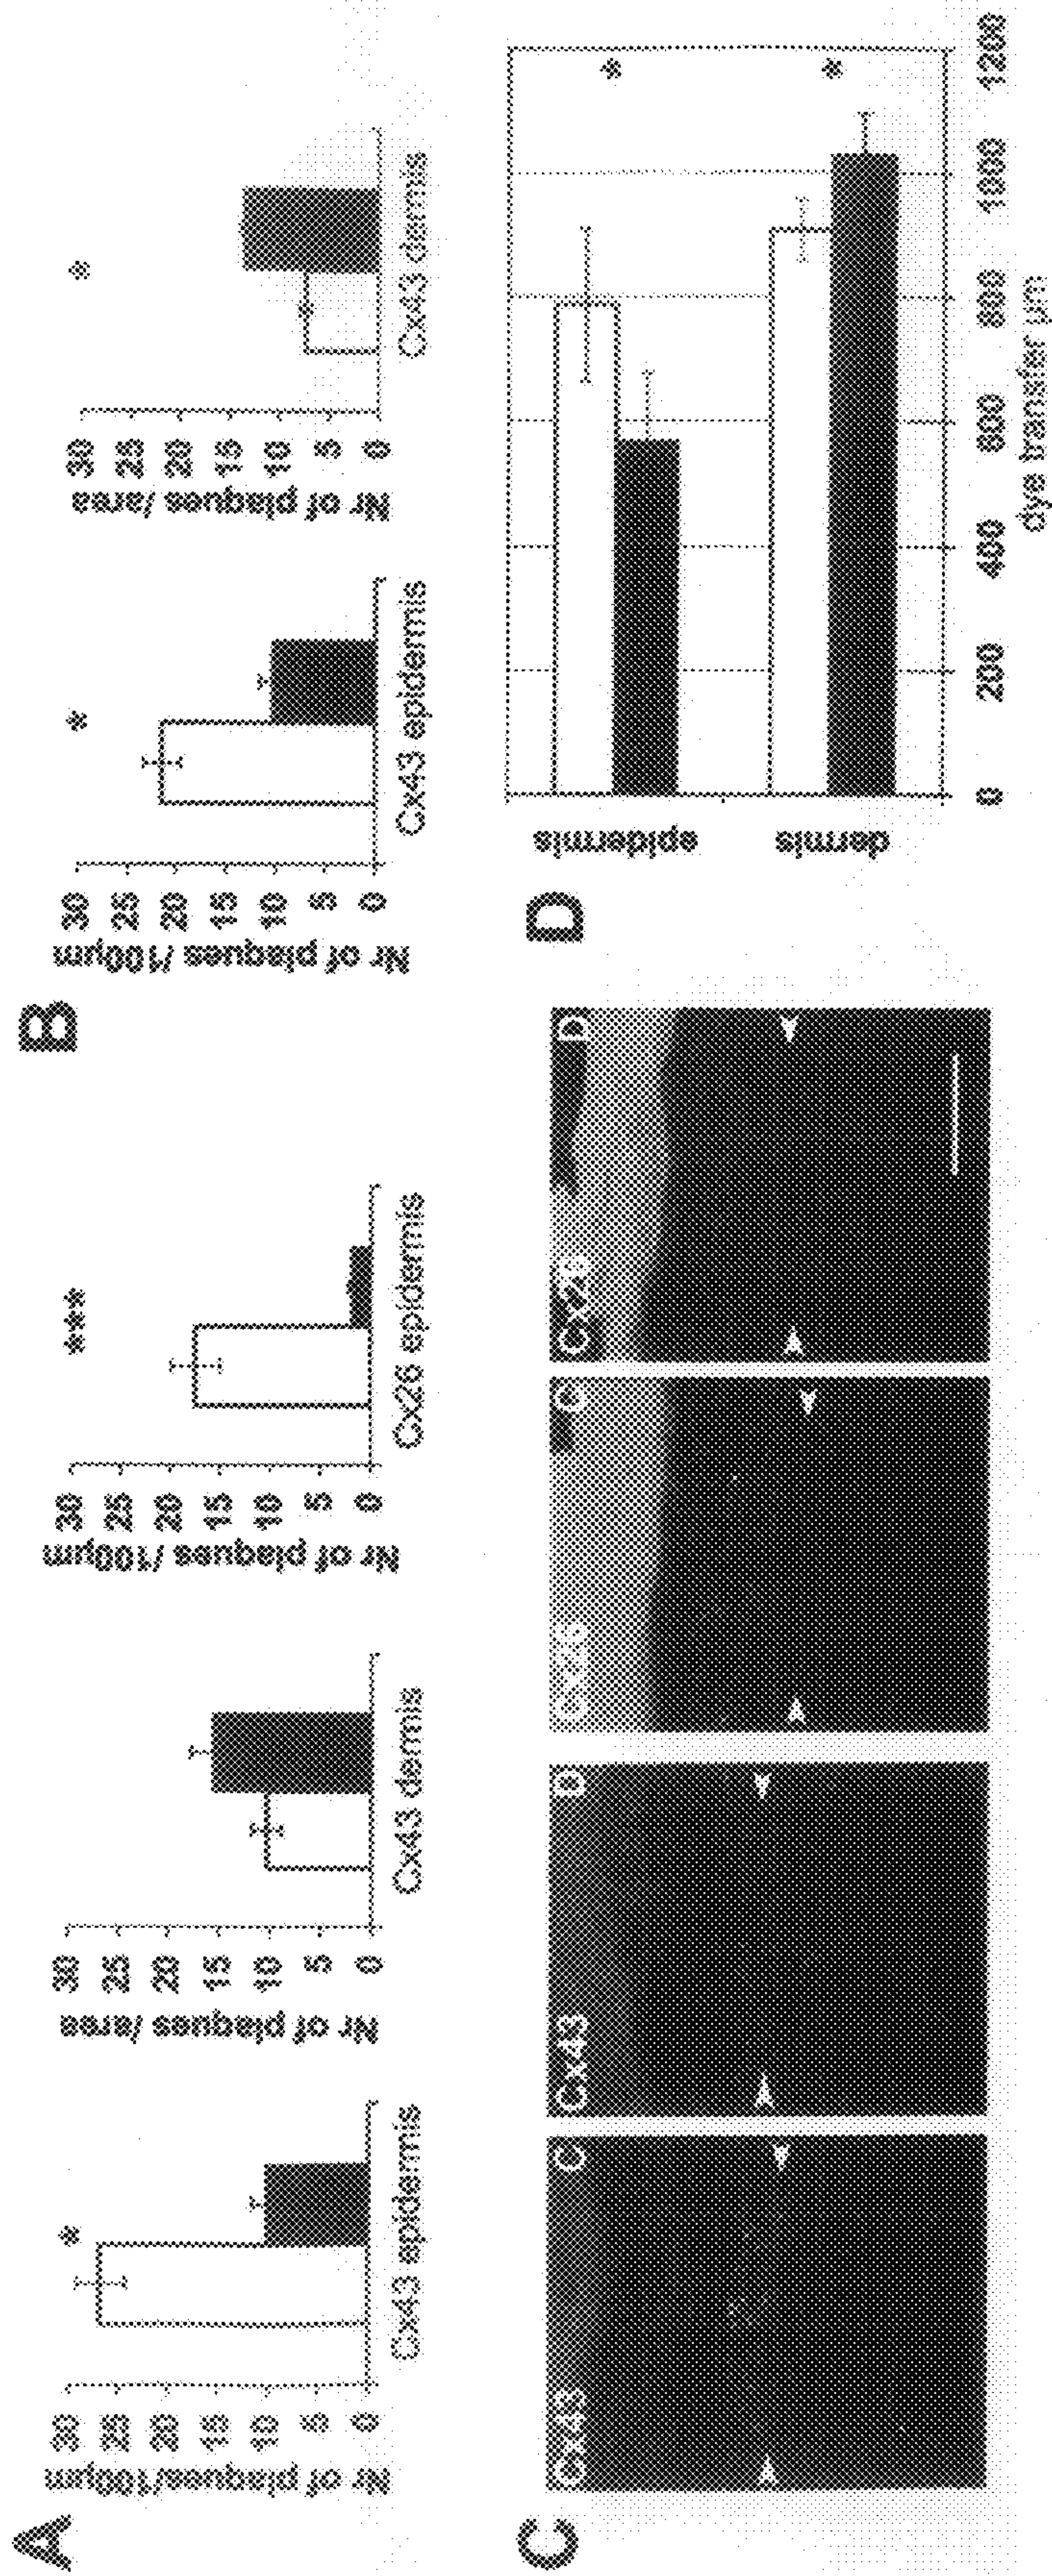 A
Nr of plaques/100µm
30
25
20
15
10
5
0
*
Cx43 epidermis
Nr of plaques /area
30
25
20
15
10
5
0
Cx43 dermis
Nr of plaques /100µm
30
25
20
15
10
5
0
***
Cx26 epidermis
B
Nr of plaques /100µm
30
25
20
15
10
5
0
*
Cx43 epidermis
Nr of plaques /area
30
25
20
15
10
5
0
*
Cx43 dermis
C
Cx43
C
Cx43
D
C
Cx26
D
D
epidermis
dermis
*
*
0
200
400
600
800
1000
1200
dye transfer µm